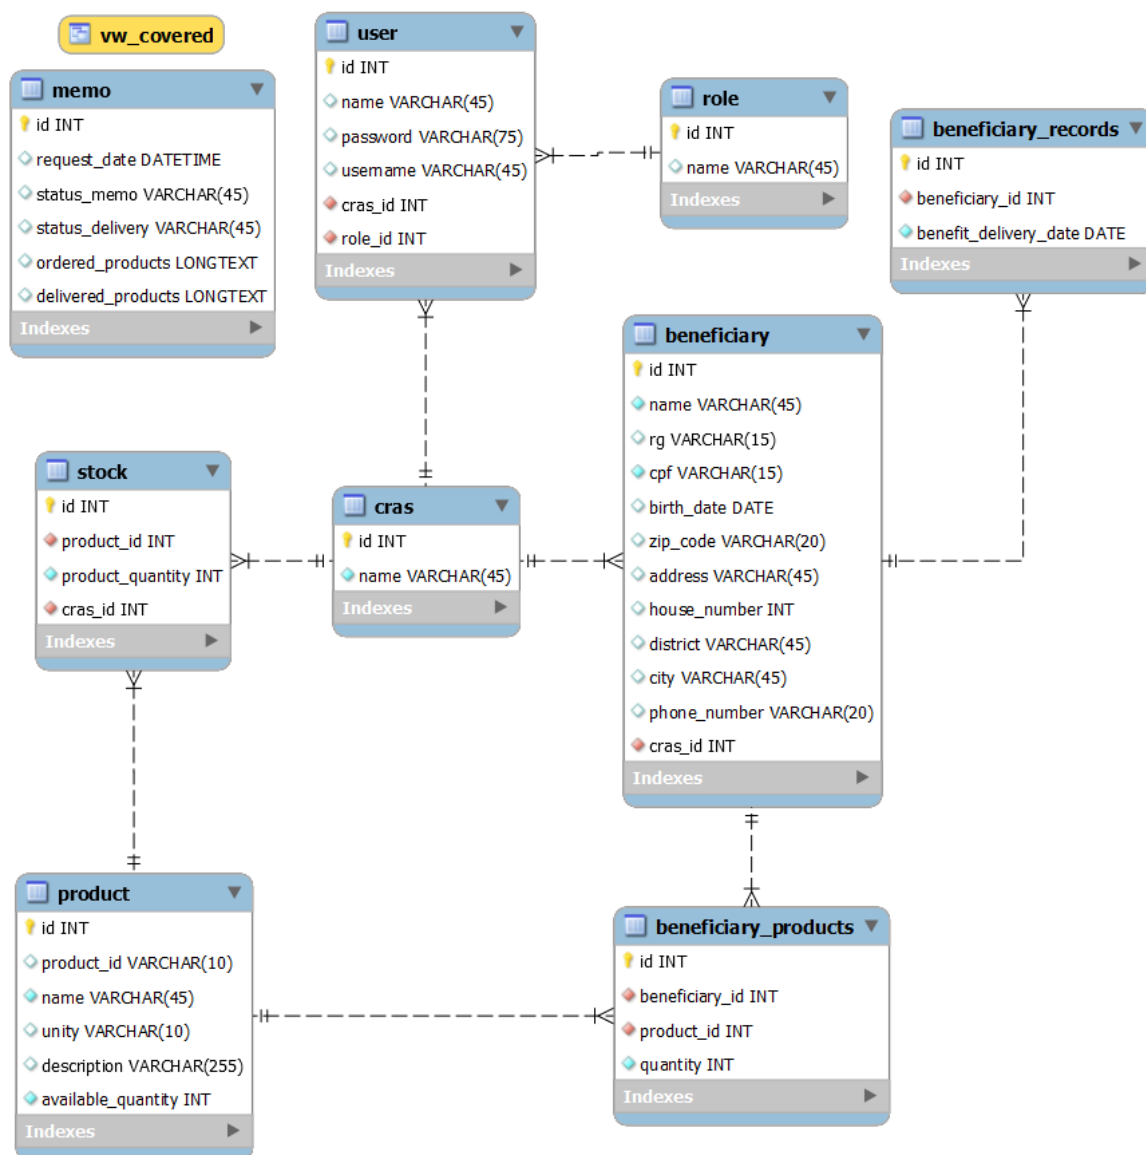 vw_covered
memo
id INT
request_date DATETIME
status_memo VARCHAR(45)
status_delivery VARCHAR(45)
ordered_products LONGTEXT
delivered_products LONGTEXT
Indexes
user
id INT
name VARCHAR(45)
password VARCHAR(75)
username VARCHAR(45)
cras_id INT
role_id INT
Indexes
role
id INT
name VARCHAR(45)
Indexes
beneficiary_records
id INT
beneficiary_id INT
benefit_delivery_date DATE
Indexes
stock
id INT
product_id INT
product_quantity INT
cras_id INT
Indexes
cras
id INT
name VARCHAR(45)
Indexes
beneficiary
id INT
name VARCHAR(45)
rg VARCHAR(15)
cpf VARCHAR(15)
birth_date DATE
zip_code VARCHAR(20)
address VARCHAR(45)
house_number INT
district VARCHAR(45)
city VARCHAR(45)
phone_number VARCHAR(20)
cras_id INT
Indexes
product
id INT
product_id VARCHAR(10)
name VARCHAR(45)
unity VARCHAR(10)
description VARCHAR(255)
available_quantity INT
Indexes
beneficiary_products
id INT
beneficiary_id INT
product_id INT
quantity INT
Indexes